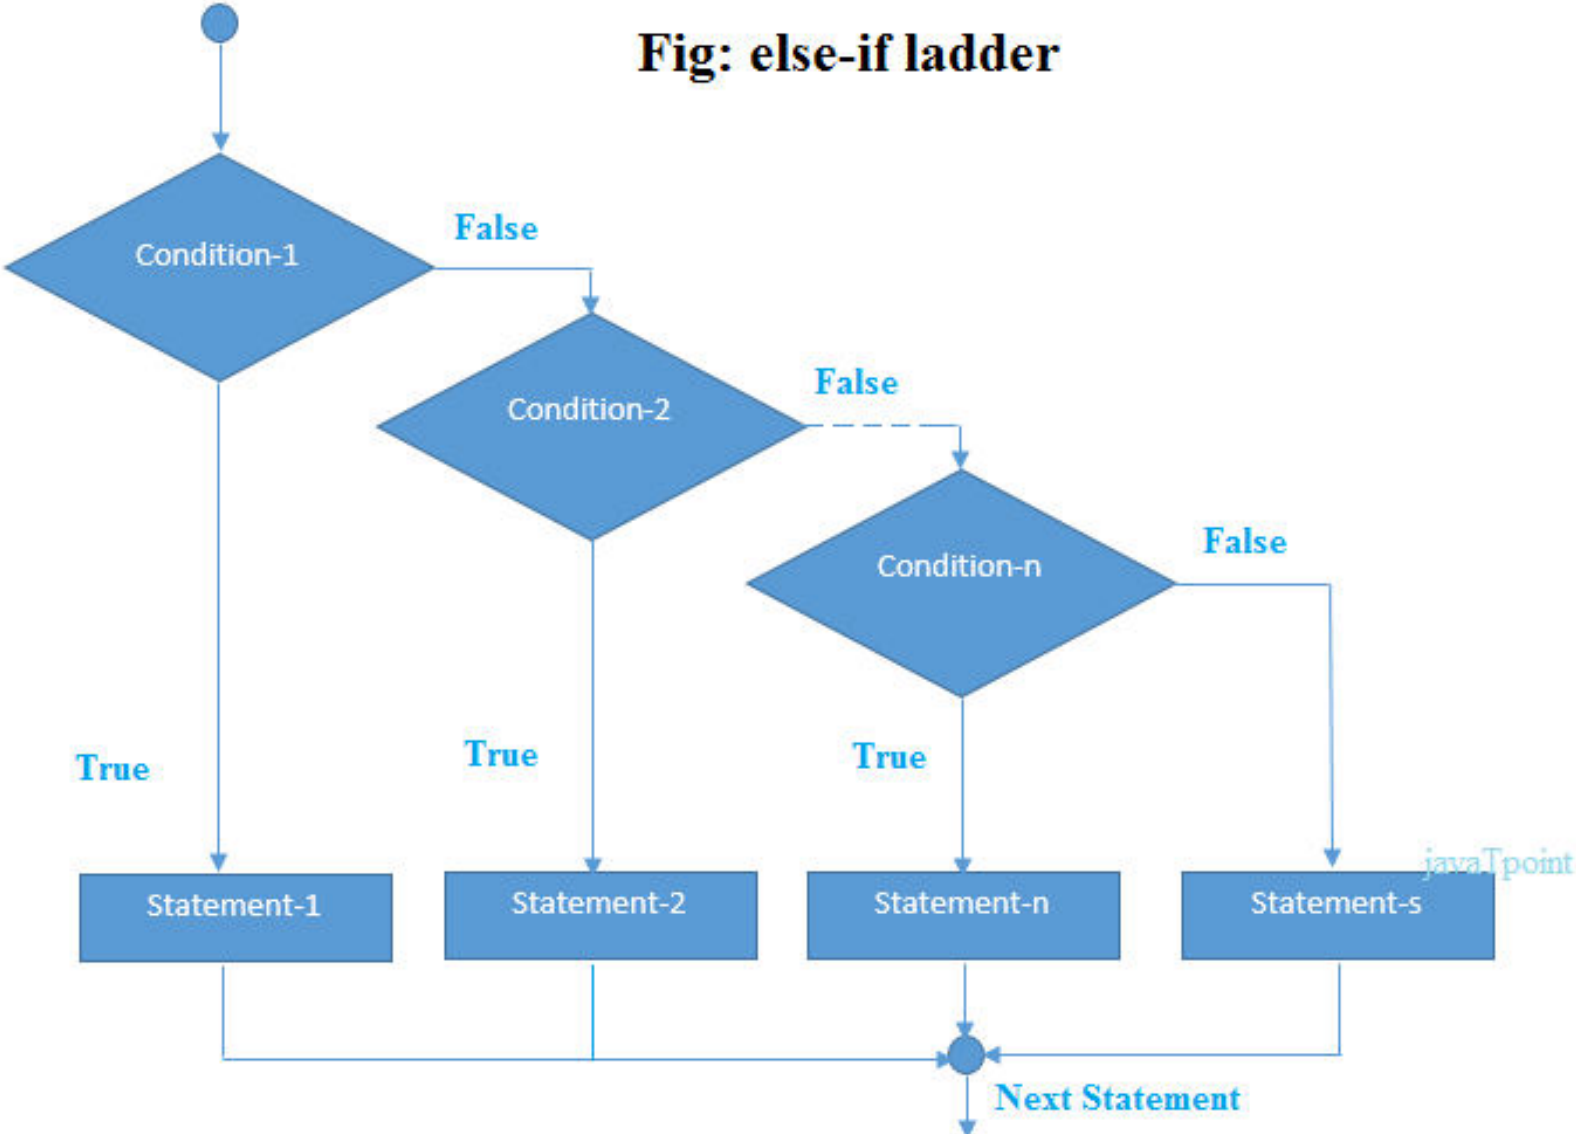 Fig: else-if ladder
Condition-1
False
Condition-2
False
Condition-n
False
True
True
True
javaTpoint
Statement-1
Statement-2
Statement-n
Statement-s
Next Statement